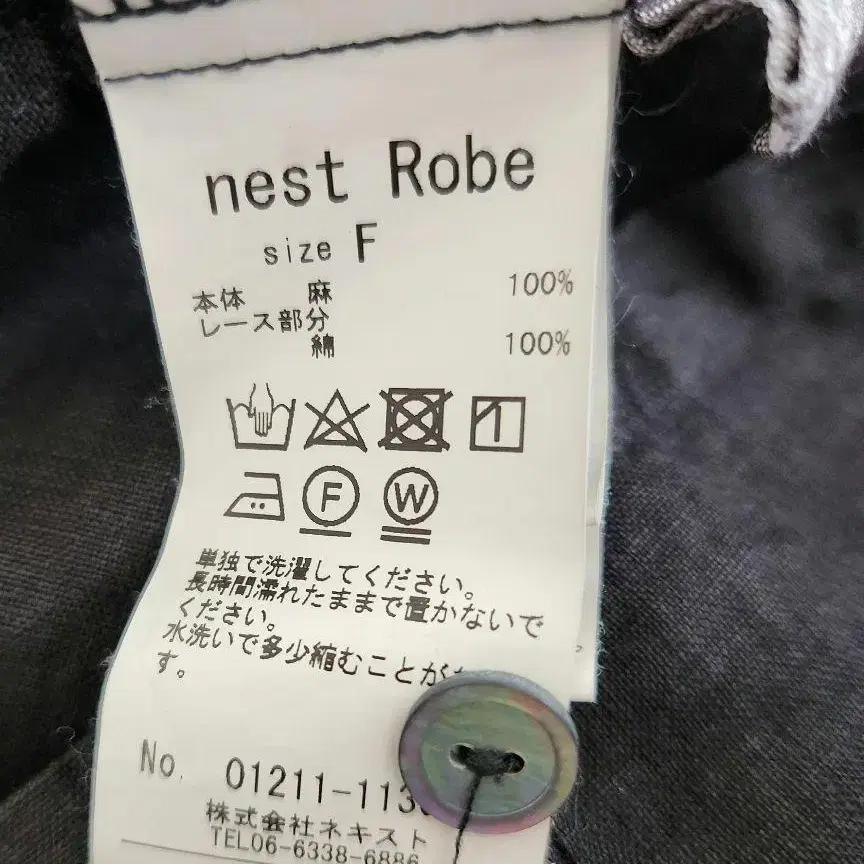 nest Robe
size F
本体 麻 100%
レース部分
綿 100%
1
F W
単独で洗濯してください。
長時間濡れたままで置かないで
ください。
水洗いで多少縮むことが
す。
No. 01211-113
株式会社ネキスト
TEL06-6338-6886